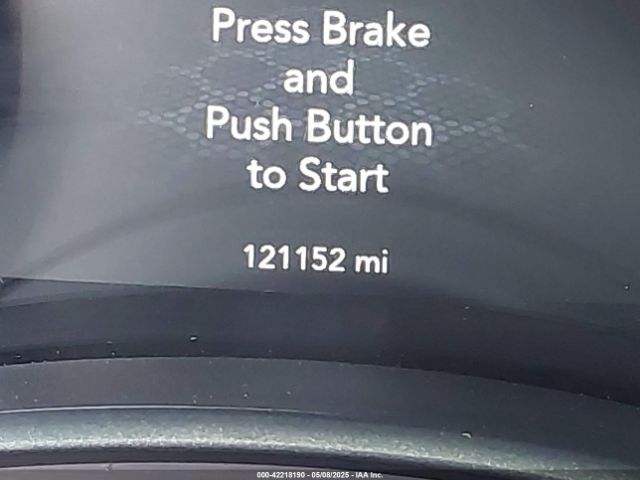 Press Brake
and
Push Button
to Start
121152 mi
000-42218190 - 05/08/2025 - IAA Inc.